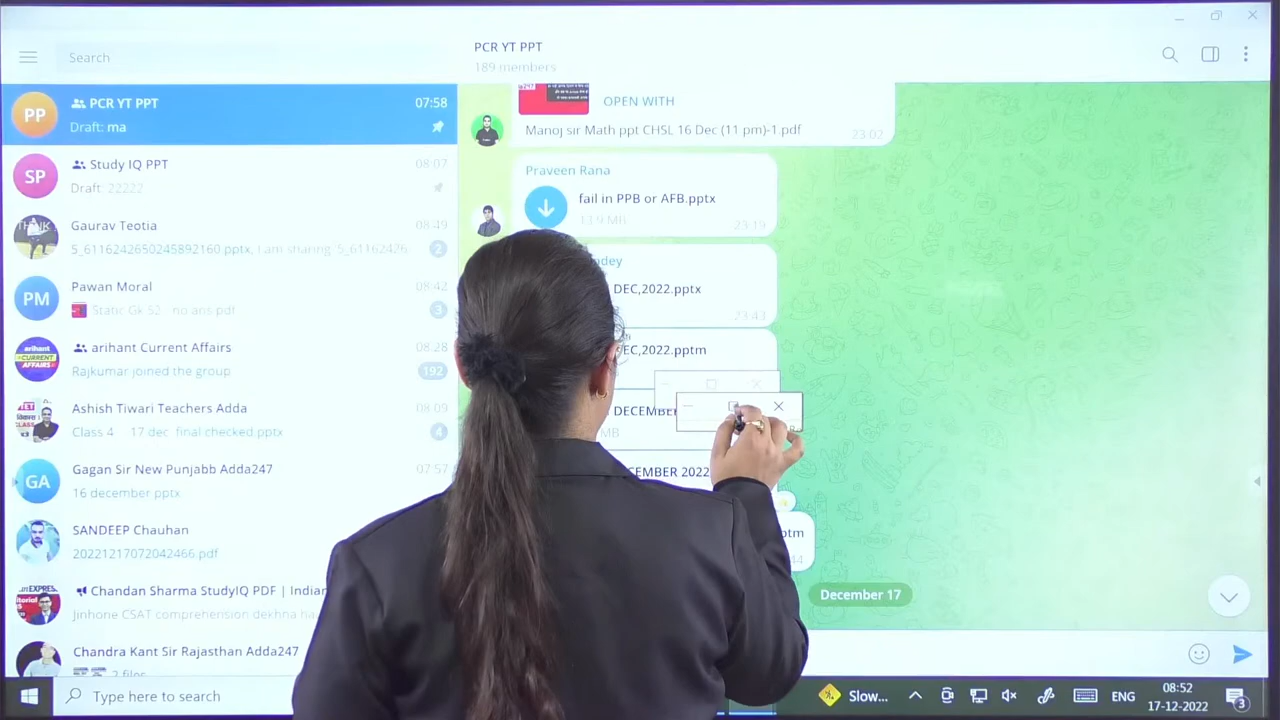 Search
PCR YT PPT
189 members
PP
PCR YT PPT
07:58
Draft: ma
SP
Study IQ PPT
08:07
Draft: 22222
Gaurav Teotia
08:49
5_6116242650245892160.pptx, I am sharing '5_61162426
2
PM
Pawan Moral
08:42
Static Gk 52... no ans.pdf
3
arihant
CURRENT
AFFAIRS
arihant Current Affairs
08:28
Rajkumar joined the group
192
Ashish Tiwari Teachers Adda
08:09
Class 4 17 dec final checked.pptx
4
GA
Gagan Sir New Punjabb Adda247
07:57
16 december pptx
SANDEEP Chauhan
20221217072042466.pdf
Chandan Sharma StudyIQ PDF | Indian
Jinhone CSAT comprehension dekhna na
Chandra Kant Sir Rajasthan Adda247
2 files
OPEN WITH
Manoj sir Math ppt CHSL 16 Dec (11 pm)-1.pdf
23:02
Praveen Rana
fail in PPB or AFB.pptx
13.9 MB
23:19
DEC,2022.pptx
23:43
EC,2022.pptm
DECEMBE
MB
CEMBER 2022
ptm
44
December 17
Type here to search
Slow...
ENG
08:52
17-12-2022
3